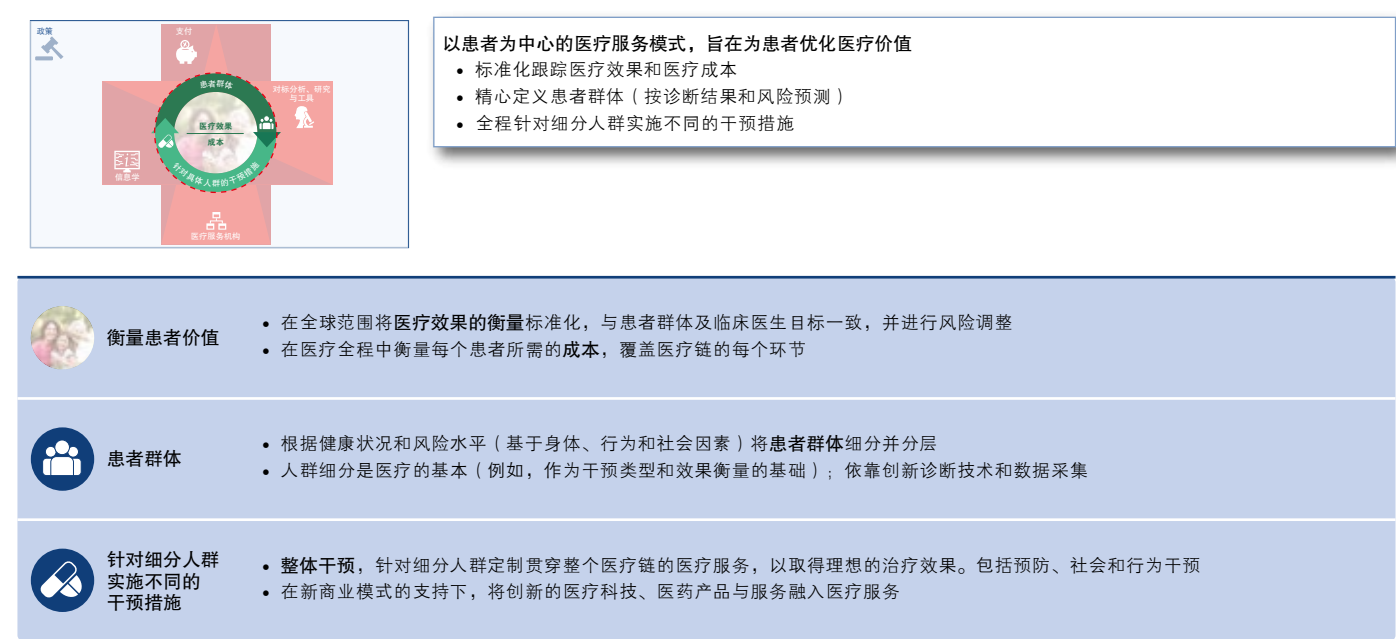 政策
支付
患者群体
对标分析、研究
与工具
医疗效果
成本
信息学
针对具体人群的干预措施
医疗服务机构
以患者为中心的医疗服务模式，旨在为患者优化医疗价值
• 标准化跟踪医疗效果和医疗成本
• 精心定义患者群体（按诊断结果和风险预测）
• 全程针对细分人群实施不同的干预措施
衡量患者价值
• 在全球范围将医疗效果的衡量标准化，与患者群体及临床医生目标一致，并进行风险调整
• 在医疗全程中衡量每个患者所需的成本，覆盖医疗链的每个环节
患者群体
• 根据健康状况和风险水平（基于身体、行为和社会因素）将患者群体细分并分层
• 人群细分是医疗的基本（例如，作为干预类型和效果衡量的基础）；依靠创新诊断技术和数据采集
针对细分人群
实施不同的
干预措施
• 整体干预，针对细分人群定制贯穿整个医疗链的医疗服务，以取得理想的治疗效果。包括预防、社会和行为干预
• 在新商业模式的支持下，将创新的医疗科技、医药产品与服务融入医疗服务